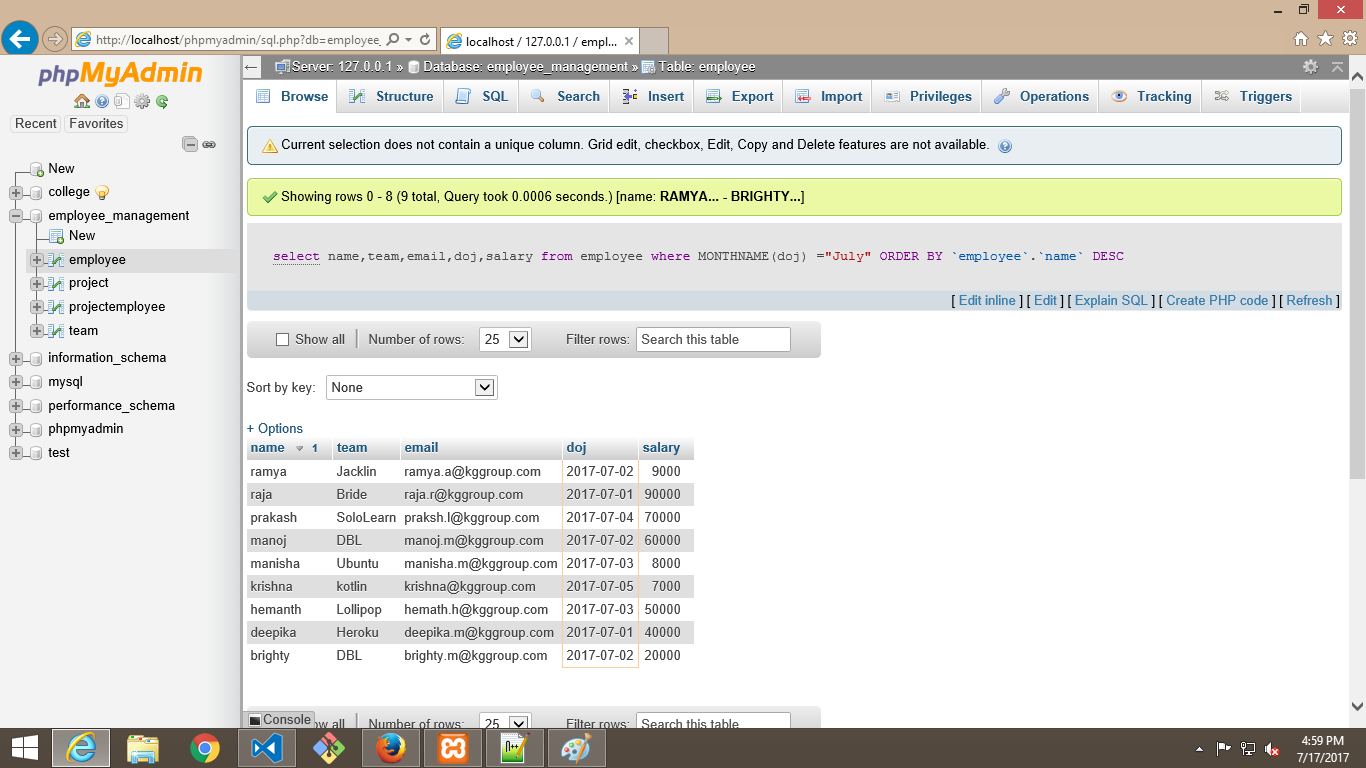 http://localhost/phpmyadmin/sql.php?db=employee_
localhost / 127.0.0.1 / empl...
phpMyAdmin
Recent Favorites
New
college
employee_management
New
employee
project
projectemployee
team
information_schema
mysql
performance_schema
phpmyadmin
test
Server: 127.0.0.1 » Database: employee_management » Table: employee
Browse Structure SQL Search Insert Export Import Privileges Operations Tracking Triggers
Current selection does not contain a unique column. Grid edit, checkbox, Edit, Copy and Delete features are not available.
Showing rows 0 - 8 (9 total, Query took 0.0006 seconds.) [name: RAMYA... - BRIGHTY...]
select name,team,email,doj,salary from employee where MONTHNAME(doj) ="July" ORDER BY `employee`.`name` DESC
[ Edit inline ] [ Edit ] [ Explain SQL ] [ Create PHP code ] [ Refresh ]
Show all Number of rows: 25 Filter rows: Search this table
Sort by key: None
+ Options
name 1 team email doj salary
ramya Jacklin ramya.a@kggroup.com 2017-07-02 9000
raja Bride raja.r@kggroup.com 2017-07-01 90000
prakash SoloLearn praksh.l@kggroup.com 2017-07-04 70000
manoj DBL manoj.m@kggroup.com 2017-07-02 60000
manisha Ubuntu manisha.m@kggroup.com 2017-07-03 8000
krishna kotlin krishna@kggroup.com 2017-07-05 7000
hemanth Lollipop hemath.h@kggroup.com 2017-07-03 50000
deepika Heroku deepika.m@kggroup.com 2017-07-01 40000
brighty DBL brighty.m@kggroup.com 2017-07-02 20000
Console ow all Number of rows: 25 Filter rows: Search this table
4:59 PM
7/17/2017